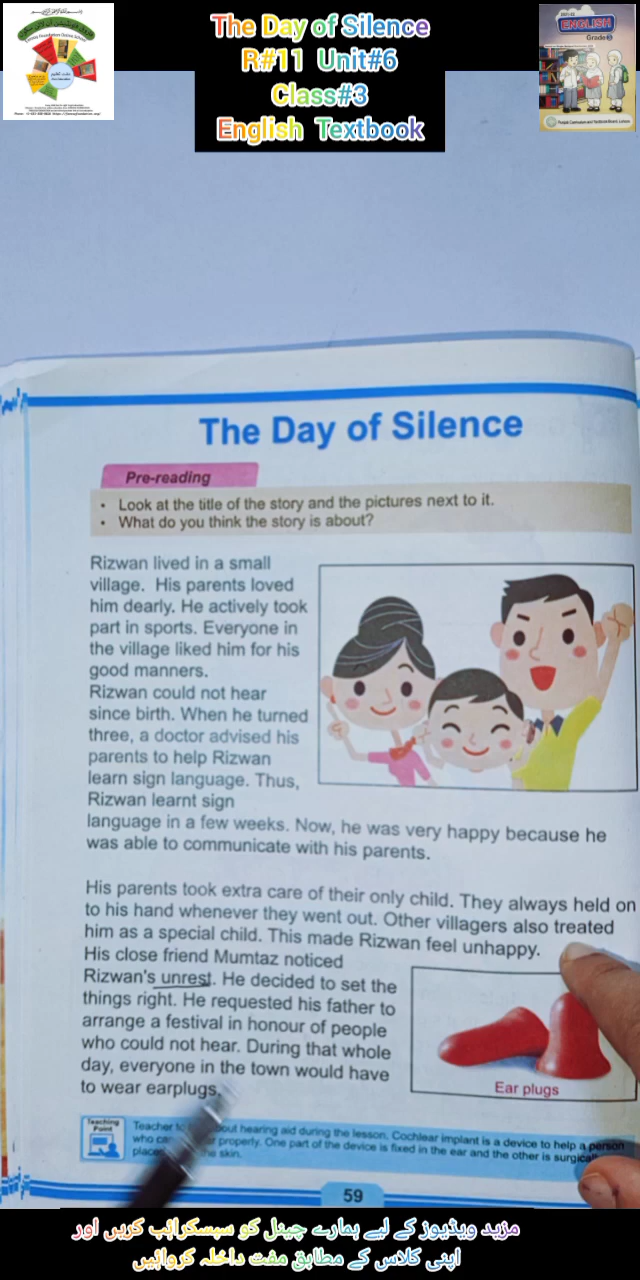 The Day of Silence
R#11 Unit#6
Class#3
English Textbook
ENGLISH
Grade 3
The Day of Silence
Pre-reading
• Look at the title of the story and the pictures next to it.
• What do you think the story is about?
Rizwan lived in a small
village. His parents loved
him dearly. He actively took
part in sports. Everyone in
the village liked him for his
good manners.
Rizwan could not hear
since birth. When he turned
three, a doctor advised his
parents to help Rizwan
learn sign language. Thus,
Rizwan learnt sign
language in a few weeks. Now, he was very happy because he
was able to communicate with his parents.
His parents took extra care of their only child. They always held on
to his hand whenever they went out. Other villagers also treated
him as a special child. This made Rizwan feel unhappy.
His close friend Mumtaz noticed
Rizwan's unrest. He decided to set the
things right. He requested his father to
arrange a festival in honour of people
who could not hear. During that whole
day, everyone in the town would have
to wear earplugs.
Ear plugs
Teaching
Point
Teacher to about hearing aid during the lesson. Cochlear implant is a device to help a person
who properly. One part of the device is fixed in the ear and the other is
skin.
59
مزید ویڈیوز کے لیے ہمارے چینل کو سبسکرائب کریں اور
اپنی کلاس کے مطابق مفت داخلہ کروائیں